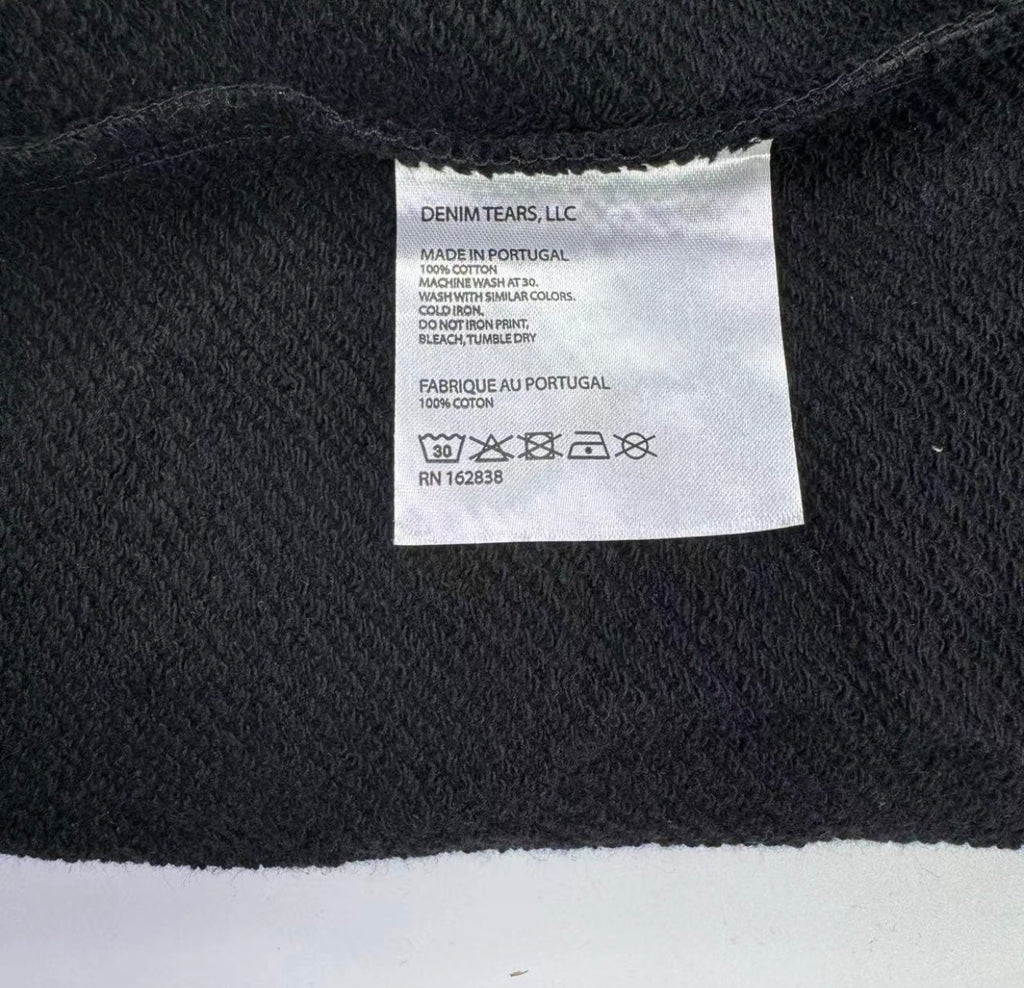 DENIM TEARS, LLC
MADE IN PORTUGAL
100% COTTON
MACHINE WASH AT 30.
WASH WITH SIMILAR COLORS.
COLD IRON,
DO NOT IRON PRINT,
BLEACH, TUMBLE DRY
FABRIQUE AU PORTUGAL
100% COTON
30
RN 162838